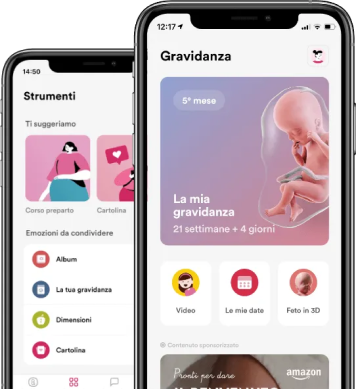 14:50
Strumenti
Ti suggeriamo
Corso preparto
Cartolina
Emozioni da condividere
Album
La tua gravidanza
Dimensioni
Cartolina
12:17
Gravidanza
5° mese
La mia
gravidanza
21 settimane + 4 giorni
Video
Le mie date
Feto in 3D
Contenuto sponsorizzato
Pronti per dare
amazon